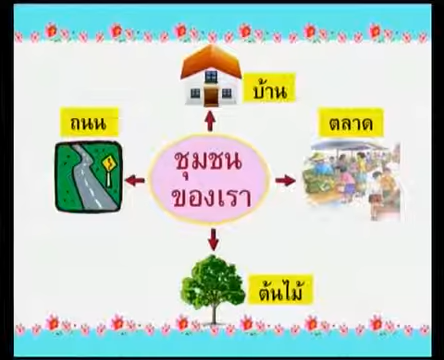 บ้าน
ถนน
ตลาด
ชุมชน
ของเรา
ต้นไม้